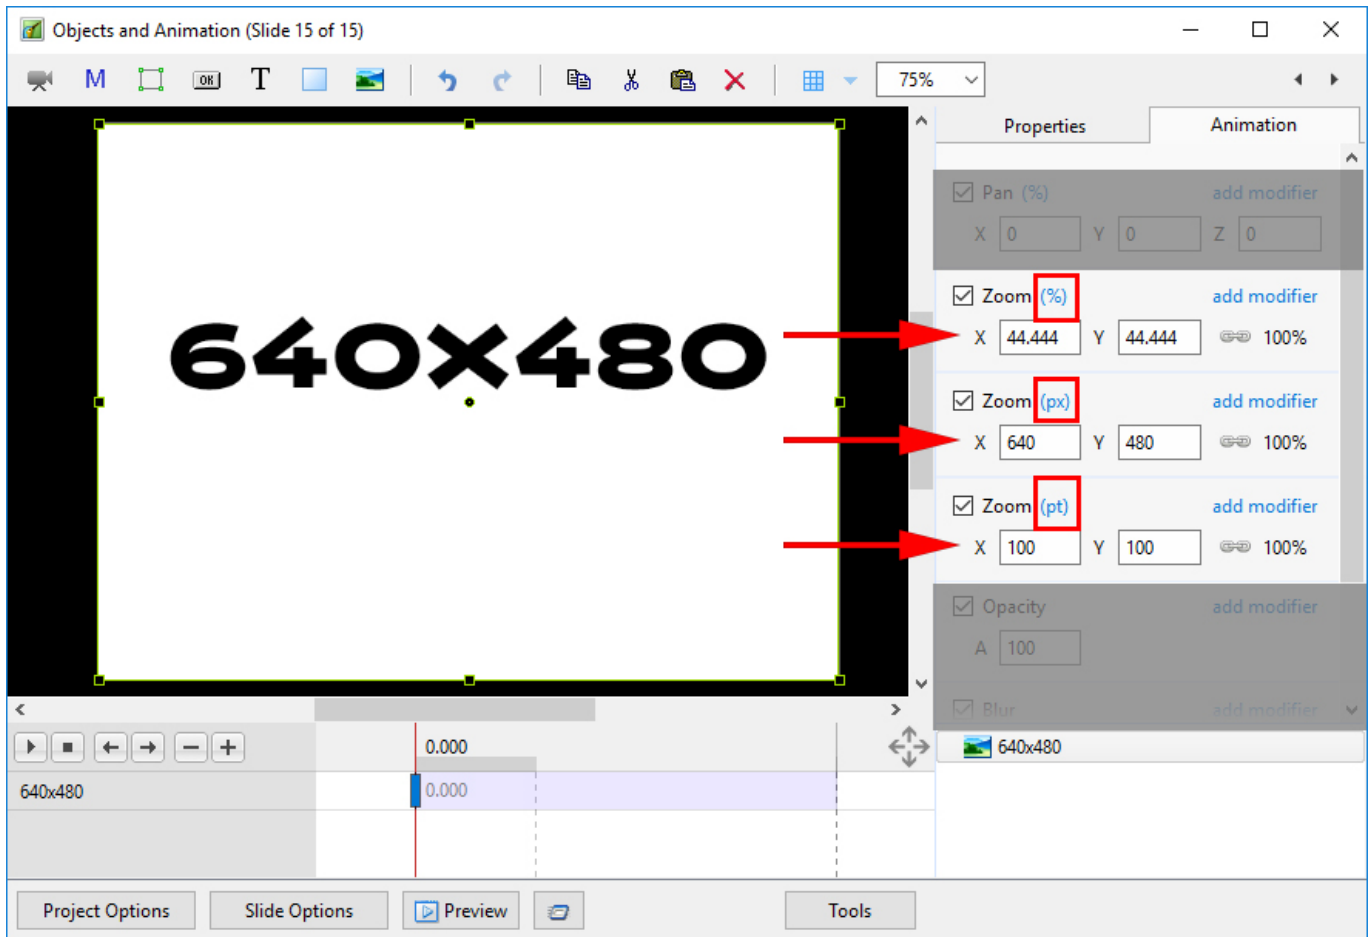 Objects and Animation (Slide 15 of 15)
M OK T 75%
Properties Animation
Pan (%) add modifier
X 0 Y 0 Z 0
Zoom (%) add modifier
X 44.444 Y 44.444 100%
Zoom (px) add modifier
X 640 Y 480 100%
Zoom (pt) add modifier
X 100 Y 100 100%
Opacity add modifier
A 100
Blur add modifier
640x480
640X480
0.000
640x480 0.000
Project Options Slide Options Preview Tools